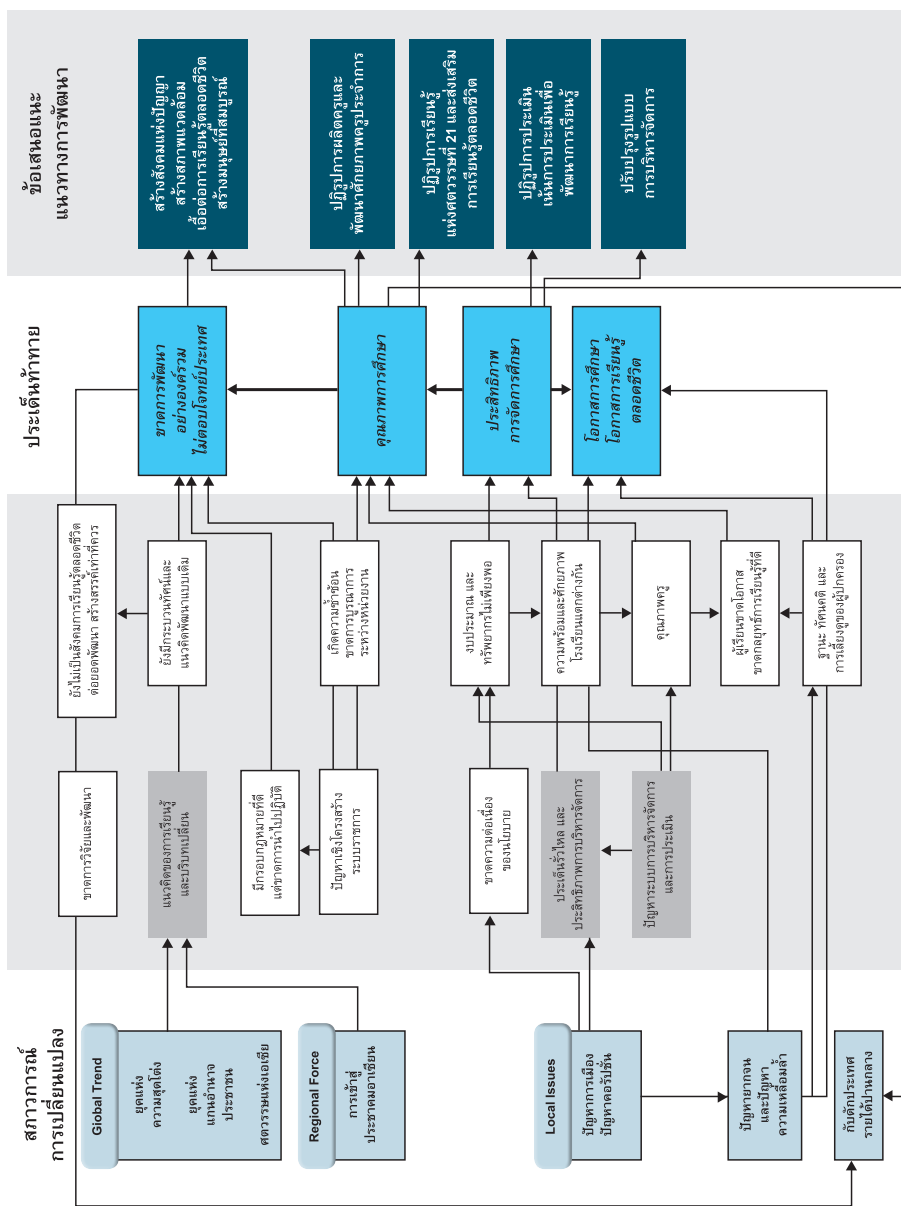 สภาวการณ์
การเปลี่ยนแปลง
Global Trend
ยุคแห่ง
ความสุดโต่ง
ยุคแห่ง
แกนอำนาจ
ประชาชน
ศตวรรษแห่งเอเชีย
Regional Force
การเข้าสู่
ประชาคมอาเซียน
Local Issues
ปัญหาการเมือง
ปัญหาคอรัปชั่น
ปัญหายากจน
และปัญหา
ความเหลื่อมล้ำ
กับดักประเทศ
รายได้ปานกลาง
ขาดการวิจัยและพัฒนา
แนวคิดของการเรียนรู้
และบริบทเปลี่ยน
มีกรอบกฎหมายที่ดี
แต่ขาดการนำไปปฏิบัติ
ปัญหาเชิงโครงสร้าง
ระบบราชการ
ขาดความต่อเนื่อง
ของนโยบาย
ประเด็นรั่วไหล และ
ประสิทธิภาพการบริหารจัดการ
ปัญหาระบบการบริหารจัดการ
และการประเมิน
ยังไม่เป็นสังคมการเรียนรู้ตลอดชีวิต
ต่อยอดพัฒนา สร้างสรรค์เท่าที่ควร
ยังมีกระบวนทัศน์และ
แนวคิดพัฒนาแบบเดิม
เกิดความซ้ำซ้อน
ขาดการบูรณาการ
ระหว่างหน่วยงาน
งบประมาณ และ
ทรัพยากรไม่เพียงพอ
ความพร้อมและศักยภาพ
โรงเรียนแตกต่างกัน
คุณภาพครู
ผู้เรียนขาดโอกาส
ขาดกลยุทธ์การเรียนรู้ที่ดี
ฐานะ ทัศนคติ และ
การเลี้ยงดูของผู้ปกครอง
ประเด็นท้าทาย
ขาดการพัฒนา
อย่างองค์รวม
ไม่ตอบโจทย์ประเทศ
คุณภาพการศึกษา
ประสิทธิภาพ
การจัดการศึกษา
โอกาสการศึกษา
โอกาสการเรียนรู้
ตลอดชีวิต
ข้อเสนอแนะ
แนวทางการพัฒนา
สร้างสังคมแห่งปัญญา
สร้างสภาพแวดล้อม
เอื้อต่อการเรียนรู้ตลอดชีวิต
สร้างมนุษย์ที่สมบูรณ์
ปฏิรูปการผลิตครูและ
พัฒนาศักยภาพครูประจำการ
ปฏิรูปการเรียนรู้
แห่งศตวรรษที่ 21 และส่งเสริม
การเรียนรู้ตลอดชีวิต
ปฏิรูปการประเมิน
เน้นการประเมินเพื่อ
พัฒนาการเรียนรู้
ปรับปรุงรูปแบบ
การบริหารจัดการ